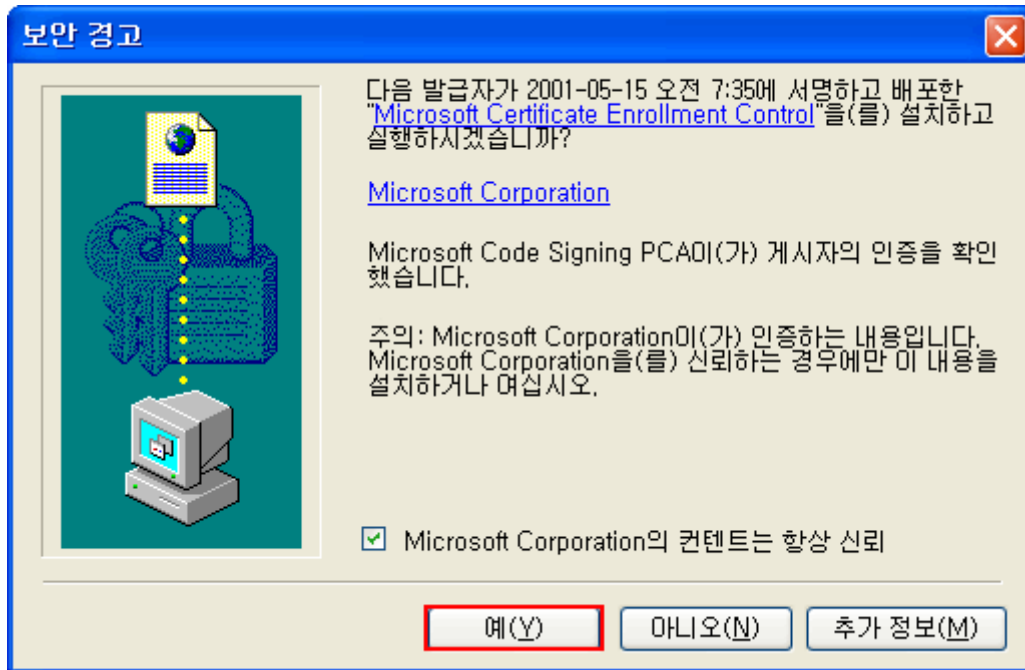 보안 경고
다음 발급자가 2001-05-15 오전 7:35에 서명하고 배포한
"Microsoft Certificate Enrollment Control"을(를) 설치하고
실행하시겠습니까?
Microsoft Corporation
Microsoft Code Signing PCA이(가) 게시자의 인증을 확인
했습니다.
주의: Microsoft Corporation이(가) 인증하는 내용입니다.
Microsoft Corporation을(를) 신뢰하는 경우에만 이 내용을
설치하거나 여십시오.
Microsoft Corporation의 컨텐트는 항상 신뢰
예(Y) 아니오(N) 추가 정보(M)